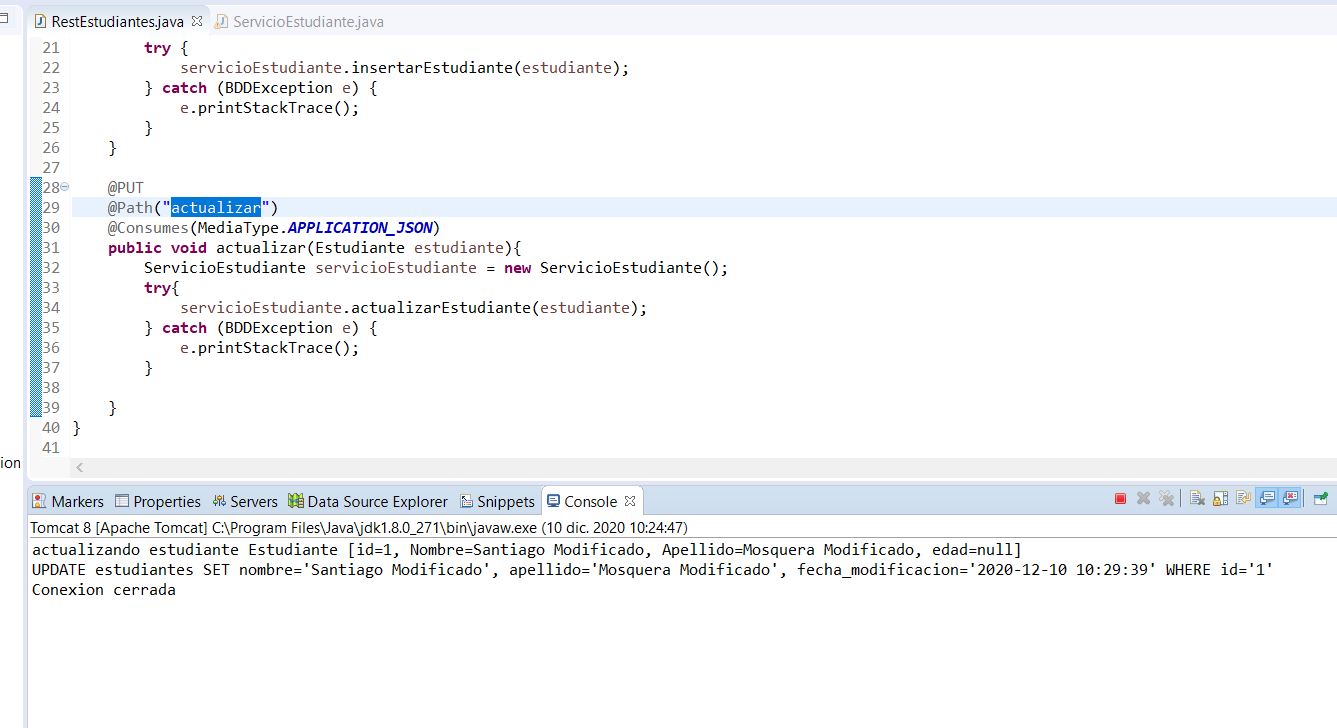 RestEstudiantes.java ServicioEstudiante.java
21 try {
22 servicioEstudiante.insertarEstudiante(estudiante);
23 } catch (BDDException e) {
24 e.printStackTrace();
25 }
26 }
27
28 @PUT
29 @Path("actualizar")
30 @Consumes(MediaType.APPLICATION_JSON)
31 public void actualizar(Estudiante estudiante){
32 ServicioEstudiante servicioEstudiante = new ServicioEstudiante();
33 try{
34 servicioEstudiante.actualizarEstudiante(estudiante);
35 } catch (BDDException e) {
36 e.printStackTrace();
37 }
38
39 }
40 }
41
ion
Markers Properties Servers Data Source Explorer Snippets Console
Tomcat 8 [Apache Tomcat] C:\Program Files\Java\jdk1.8.0_271\bin\javaw.exe (10 dic. 2020 10:24:47)
actualizando estudiante Estudiante [id=1, Nombre=Santiago Modificado, Apellido=Mosquera Modificado, edad=null]
UPDATE estudiantes SET nombre='Santiago Modificado', apellido='Mosquera Modificado', fecha_modificacion='2020-12-10 10:29:39' WHERE id='1'
Conexion cerrada